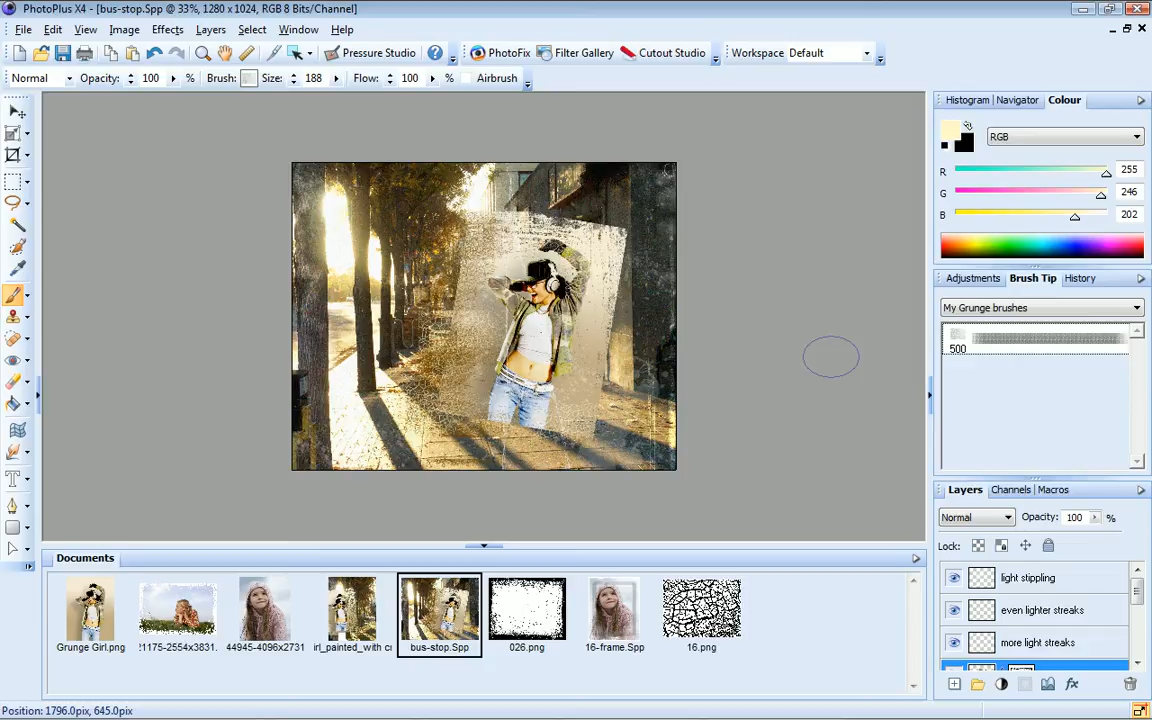 PhotoPlus X4 - [bus-stop.Spp @ 33%, 1280 x 1024, RGB 8 Bits/Channel]
File Edit View Image Effects Layers Select Window Help
Pressure Studio PhotoFix Filter Gallery Cutout Studio Workspace Default
Normal Opacity: 100 % Brush: Size: 188 Flow: 100 % Airbrush
Histogram Navigator Colour
RGB
R 255
G 246
B 202
Adjustments Brush Tip History
My Grunge brushes
500
Layers Channels Macros
Normal Opacity: 100 %
Lock:
light stippling
even lighter streaks
more light streaks
Documents
Grunge Girl.png 21175-2554x3831. 44945-4096x2731 irl_painted_with cr bus-stop.Spp 026.png 16-frame.Spp 16.png
Position: 1796.0pix, 645.0pix